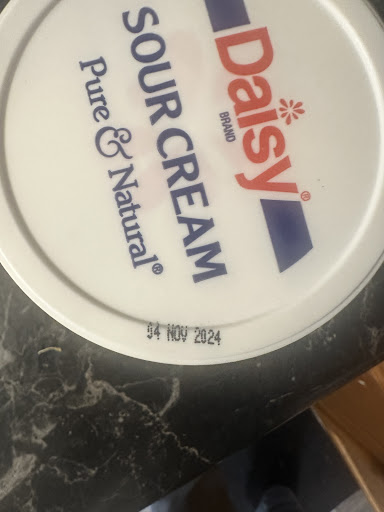 Daisy®
BRAND
SOUR CREAM
Pure & Natural®
04 NOV 2024